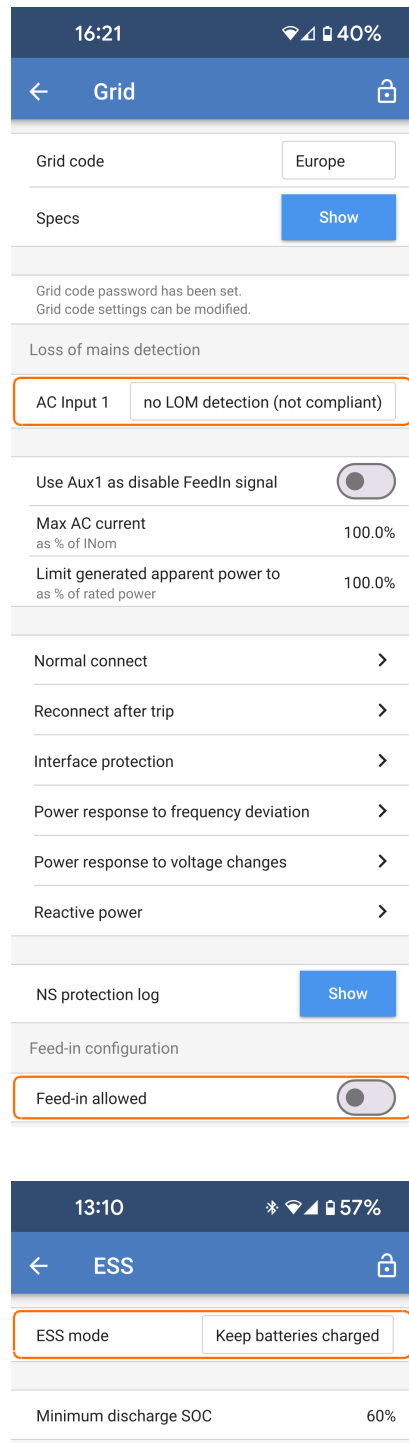 16:21 40%
Grid
Grid code Europe
Specs Show
Grid code password has been set.
Grid code settings can be modified.
Loss of mains detection
AC Input 1 no LOM detection (not compliant)
Use Aux1 as disable FeedIn signal
Max AC current 100.0%
as % of INom
Limit generated apparent power to 100.0%
as % of rated power
Normal connect
Reconnect after trip
Interface protection
Power response to frequency deviation
Power response to voltage changes
Reactive power
NS protection log Show
Feed-in configuration
Feed-in allowed
13:10 57%
ESS
ESS mode Keep batteries charged
Minimum discharge SOC 60%